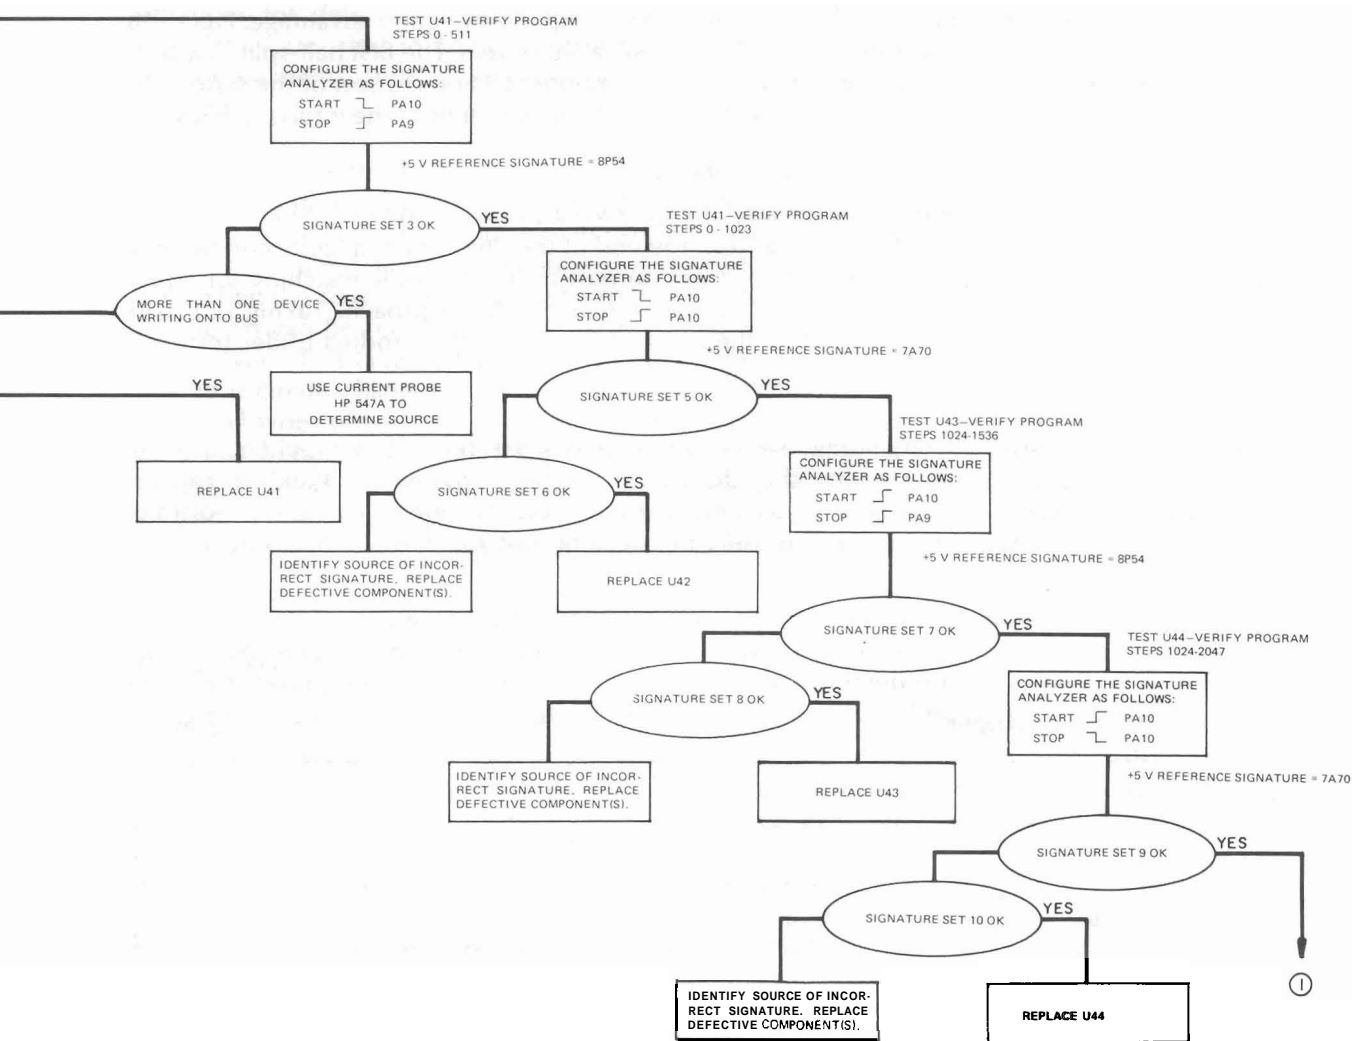 TEST U41–VERIFY PROGRAM
STEPS 0 - 511
CONFIGURE THE SIGNATURE
ANALYZER AS FOLLOWS:
START PA10
STOP PA9
+5 V REFERENCE SIGNATURE = 8P54
SIGNATURE SET 3 OK
YES
TEST U41–VERIFY PROGRAM
STEPS 0 - 1023
CONFIGURE THE SIGNATURE
ANALYZER AS FOLLOWS:
START PA10
STOP PA10
MORE THAN ONE DEVICE
WRITING ONTO BUS
YES
+5 V REFERENCE SIGNATURE = 7A70
YES
USE CURRENT PROBE
HP 547A TO
DETERMINE SOURCE
SIGNATURE SET 5 OK
YES
TEST U43–VERIFY PROGRAM
STEPS 1024-1536
CONFIGURE THE SIGNATURE
ANALYZER AS FOLLOWS:
START PA10
STOP PA9
REPLACE U41
SIGNATURE SET 6 OK
YES
+5 V REFERENCE SIGNATURE = 8P54
IDENTIFY SOURCE OF INCOR-
RECT SIGNATURE. REPLACE
DEFECTIVE COMPONENT(S).
REPLACE U42
SIGNATURE SET 7 OK
YES
TEST U44–VERIFY PROGRAM
STEPS 1024-2047
CONFIGURE THE SIGNATURE
ANALYZER AS FOLLOWS:
START PA10
STOP PA10
SIGNATURE SET 8 OK
YES
+5 V REFERENCE SIGNATURE = 7A70
IDENTIFY SOURCE OF INCOR-
RECT SIGNATURE. REPLACE
DEFECTIVE COMPONENT(S).
REPLACE U43
SIGNATURE SET 9 OK
YES
SIGNATURE SET 10 OK
YES
IDENTIFY SOURCE OF INCOR-
RECT SIGNATURE. REPLACE
DEFECTIVE COMPONENT(S).
REPLACE U44
1